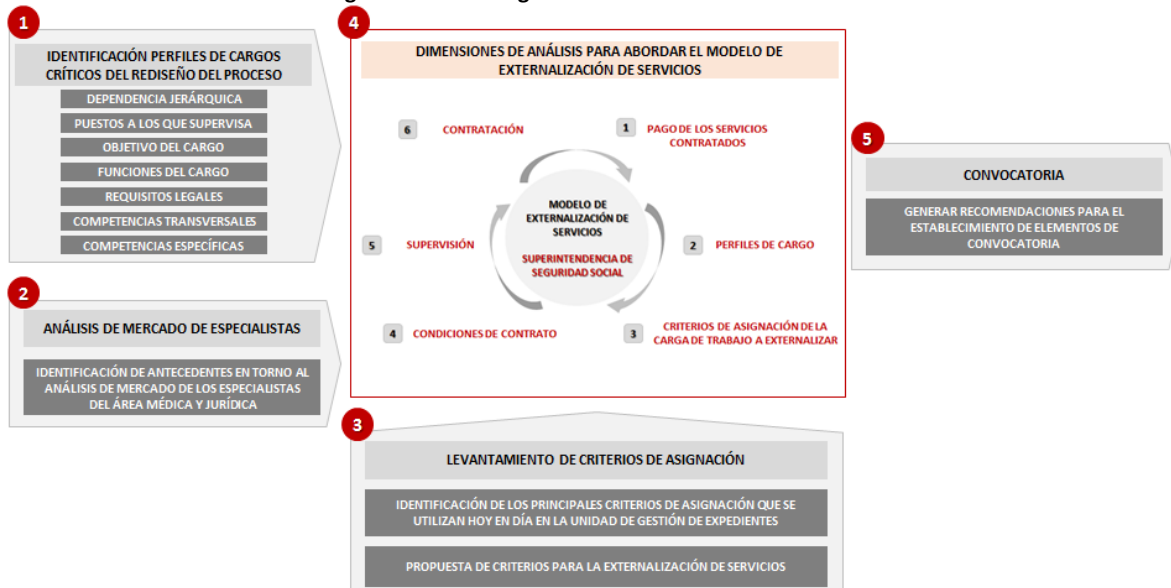 1
IDENTIFICACIÓN PERFILES DE CARGOS
CRÍTICOS DEL REDISEÑO DEL PROCESO
DEPENDENCIA JERÁRQUICA
PUESTOS A LOS QUE SUPERVISA
OBJETIVO DEL CARGO
FUNCIONES DEL CARGO
REQUISITOS LEGALES
COMPETENCIAS TRANSVERSALES
COMPETENCIAS ESPECÍFICAS
2
ANÁLISIS DE MERCADO DE ESPECIALISTAS
IDENTIFICACIÓN DE ANTECEDENTES EN TORNO AL
ANÁLISIS DE MERCADO DE LOS ESPECIALISTAS
DEL ÁREA MÉDICA Y JURÍDICA
3
LEVANTAMIENTO DE CRITERIOS DE ASIGNACIÓN
IDENTIFICACIÓN DE LOS PRINCIPALES CRITERIOS DE ASIGNACIÓN QUE SE
UTILIZAN HOY EN DÍA EN LA UNIDAD DE GESTIÓN DE EXPEDIENTES
PROPUESTA DE CRITERIOS PARA LA EXTERNALIZACIÓN DE SERVICIOS
4
DIMENSIONES DE ANÁLISIS PARA ABORDAR EL MODELO DE
EXTERNALIZACIÓN DE SERVICIOS
1 PAGO DE LOS SERVICIOS
CONTRATADOS
2 PERFILES DE CARGO
3 CRITERIOS DE ASIGNACIÓN DE LA
CARGA DE TRABAJO A EXTERNALIZAR
4 CONDICIONES DE CONTRATO
5 SUPERVISIÓN
6 CONTRATACIÓN
MODELO DE
EXTERNALIZACIÓN DE
SERVICIOS
SUPERINTENDENCIA DE
SEGURIDAD SOCIAL
5
CONVOCATORIA
GENERAR RECOMENDACIONES PARA EL
ESTABLECIMIENTO DE ELEMENTOS DE
CONVOCATORIA